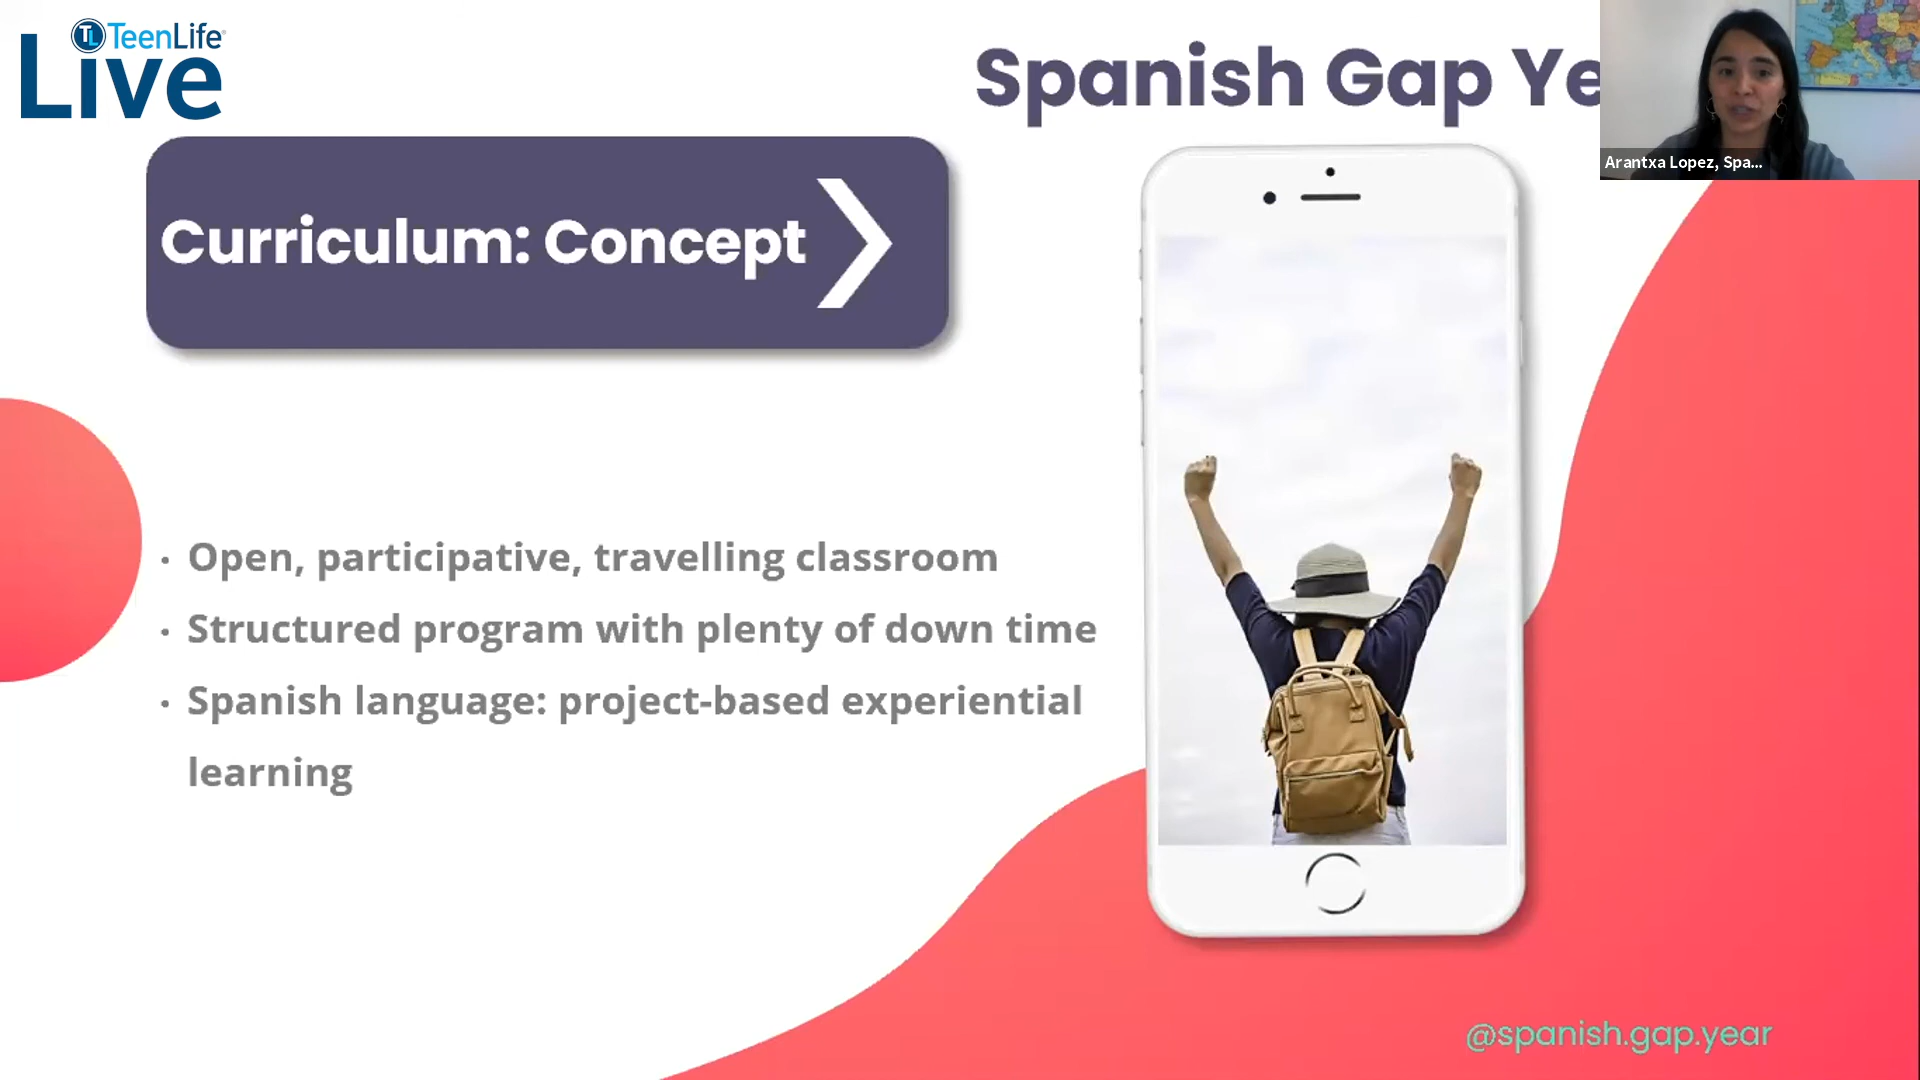 TL TeenLife
Live
Spanish Gap Ye
Arantxa Lopez, Spa...
Curriculum: Concept
· Open, participative, travelling classroom
· Structured program with plenty of down time
· Spanish language: project-based experiential
learning
@spanish.gap.year